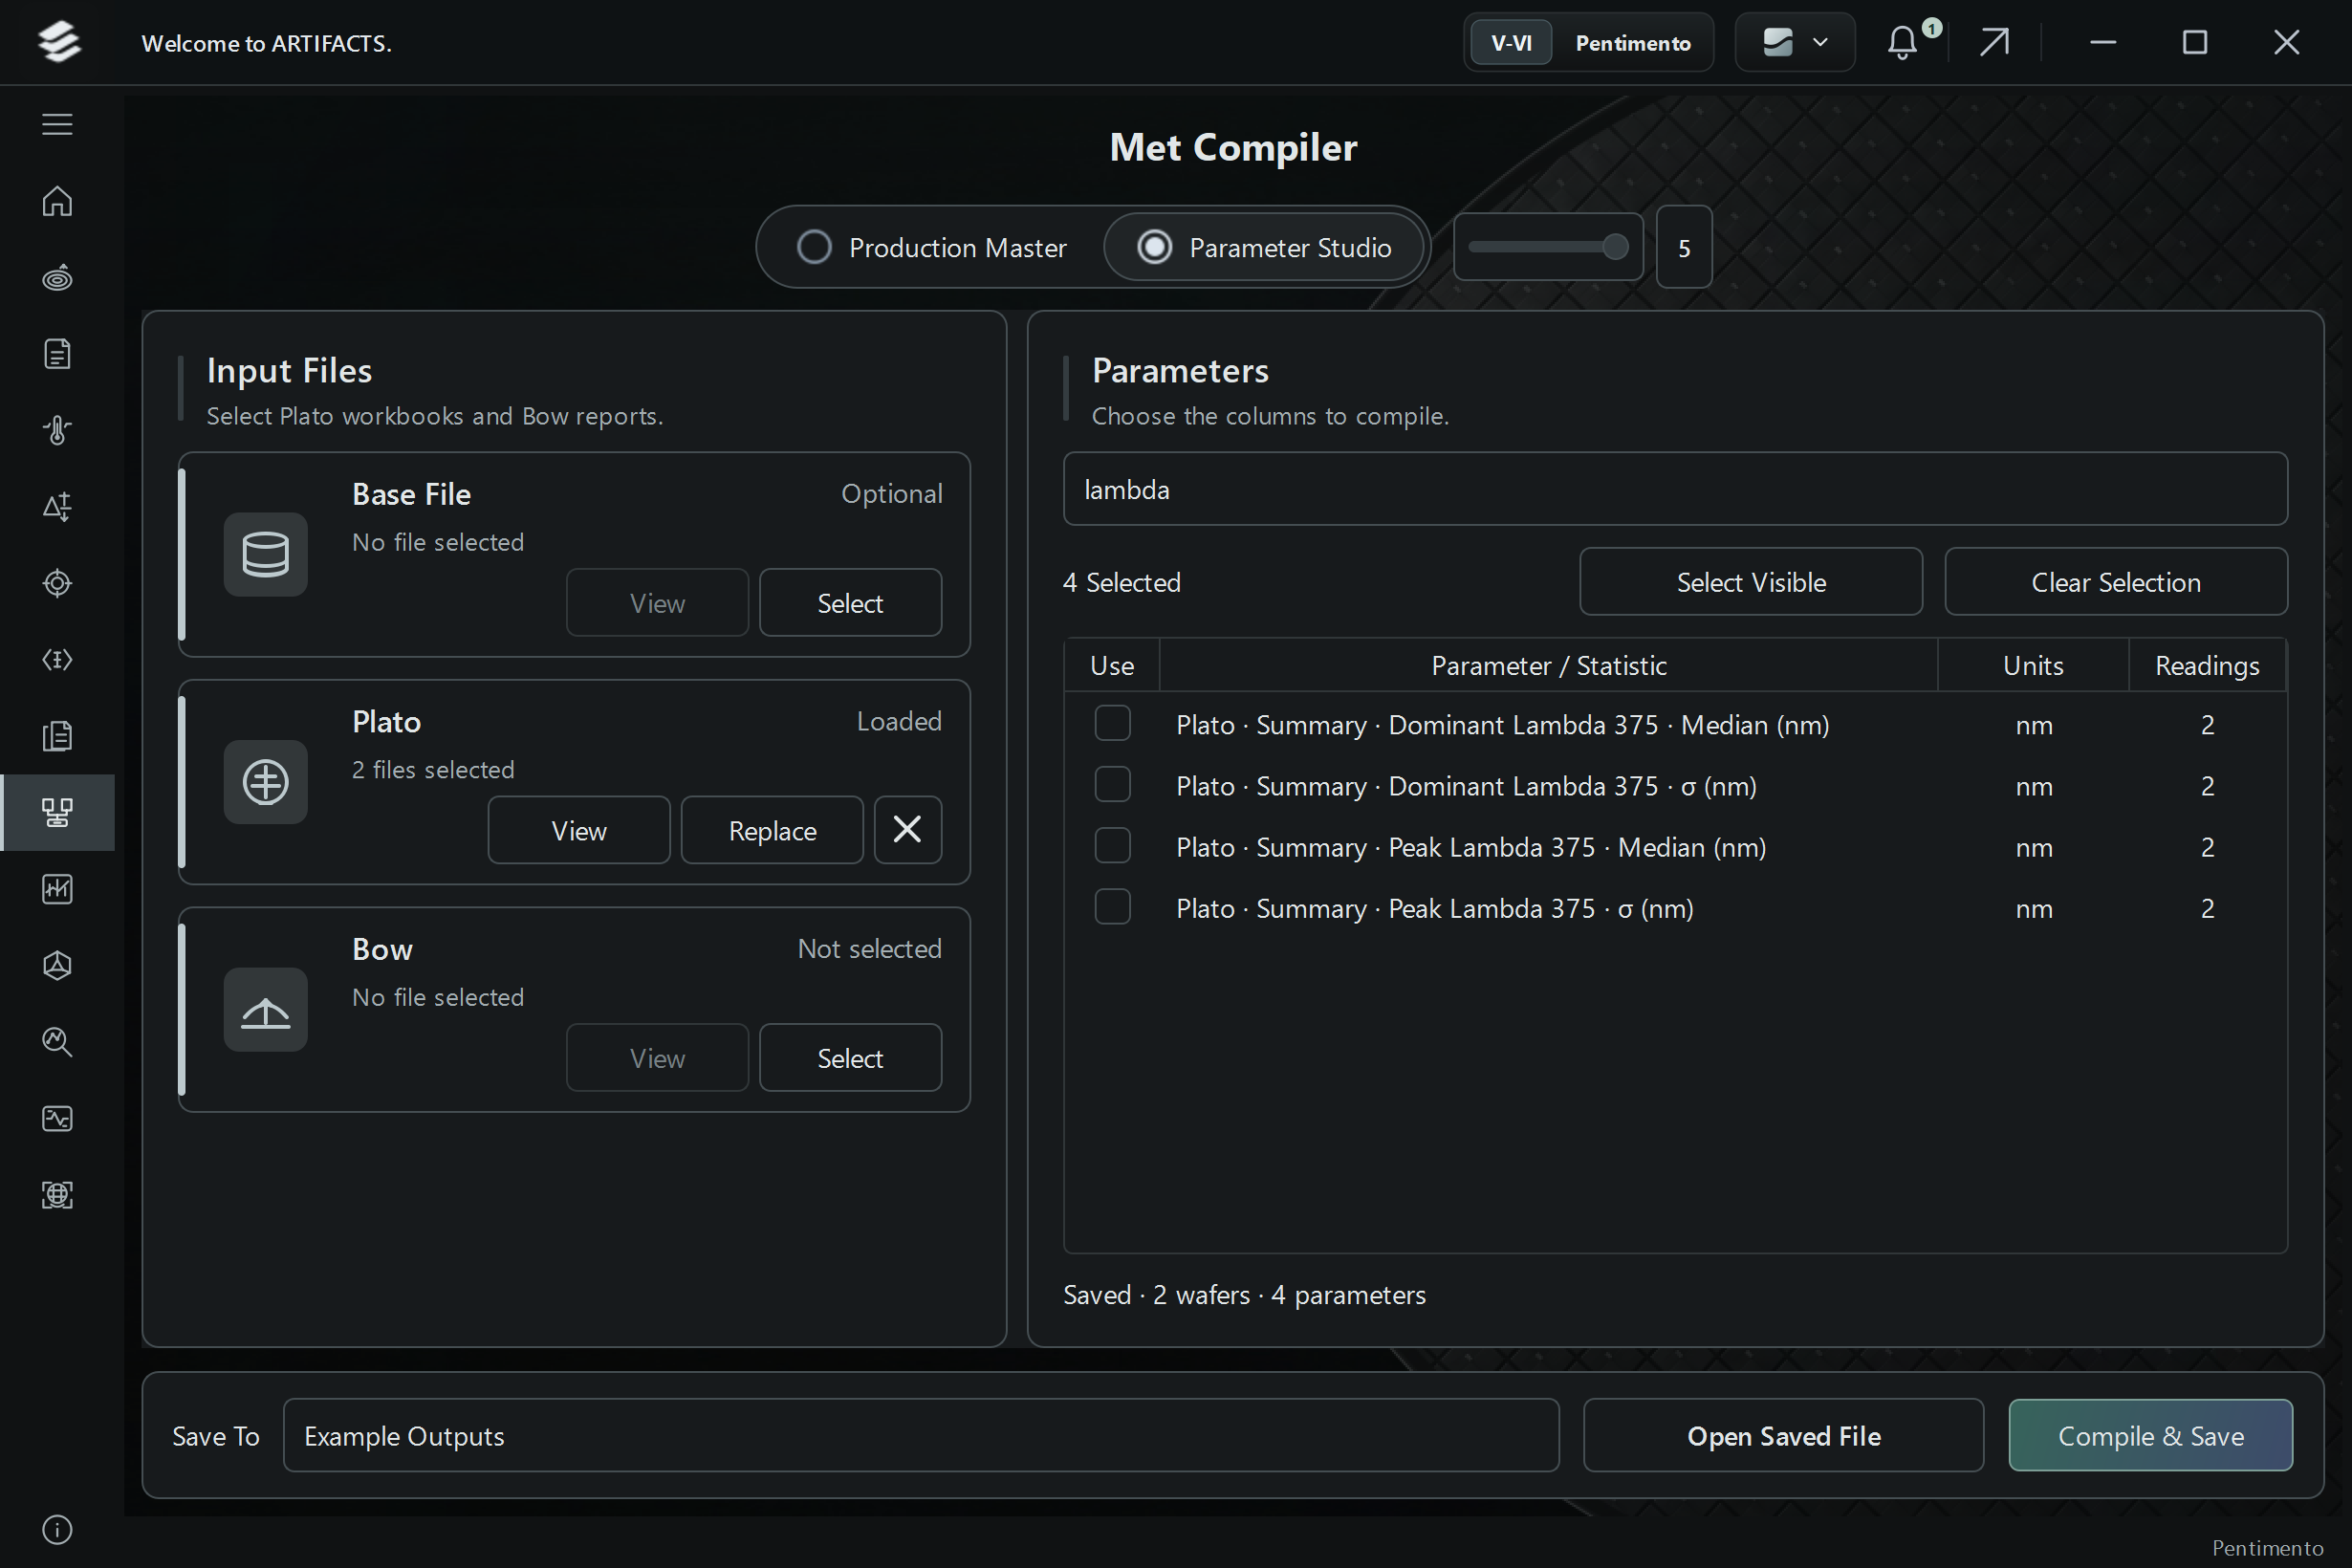 Welcome to ARTIFACTS.
V-VI Pentimento
1
Met Compiler
Production Master
Parameter Studio
5
Input Files
Select Plato workbooks and Bow reports.
Base File
Optional
No file selected
View
Select
Plato
Loaded
2 files selected
View
Replace
Bow
Not selected
No file selected
View
Select
Parameters
Choose the columns to compile.
lambda
4 Selected
Select Visible
Clear Selection
Use Parameter / Statistic Units Readings
Plato · Summary · Dominant Lambda 375 · Median (nm) nm 2
Plato · Summary · Dominant Lambda 375 · σ (nm) nm 2
Plato · Summary · Peak Lambda 375 · Median (nm) nm 2
Plato · Summary · Peak Lambda 375 · σ (nm) nm 2
Saved · 2 wafers · 4 parameters
Save To
Example Outputs
Open Saved File
Compile & Save
Pentimento